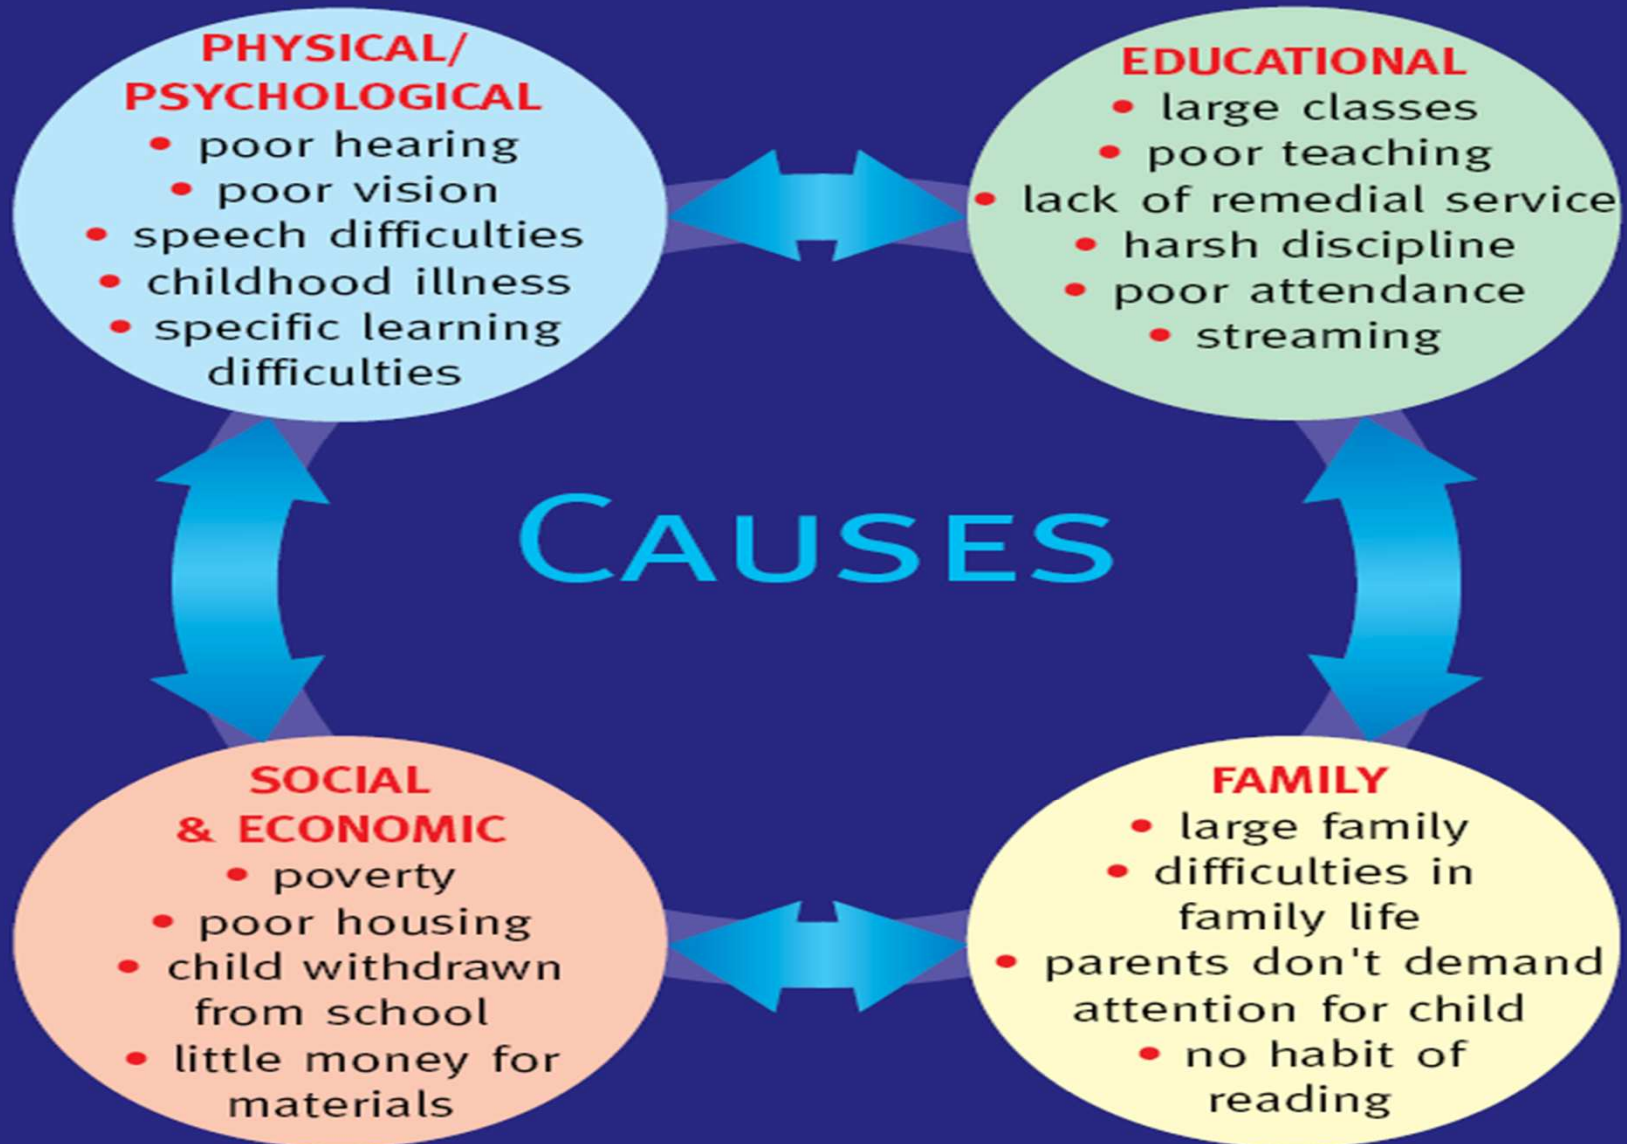 PHYSICAL/
PSYCHOLOGICAL
• poor hearing
• poor vision
• speech difficulties
• childhood illness
• specific learning
difficulties
EDUCATIONAL
• large classes
• poor teaching
• lack of remedial service
• harsh discipline
• poor attendance
• streaming
CAUSES
SOCIAL
& ECONOMIC
• poverty
• poor housing
• child withdrawn
from school
• little money for
materials
FAMILY
• large family
• difficulties in
family life
• parents don't demand
attention for child
• no habit of
reading